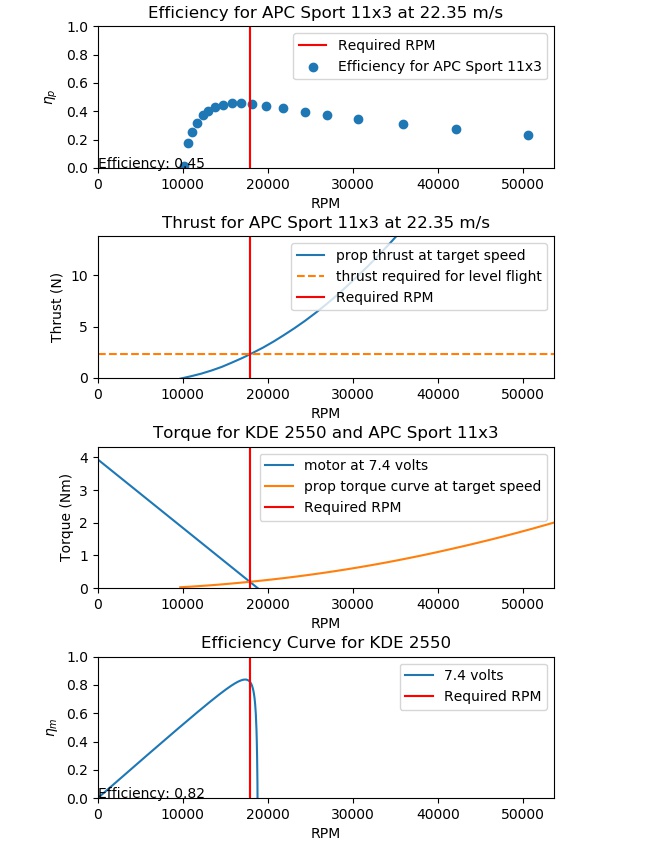 Efficiency for APC Sport 11x3 at 22.35 m/s
1.0
0.8
0.6
0.4
0.2
0.0
ηp
Required RPM
Efficiency for APC Sport 11x3
Efficiency: 0.45
0 10000 20000 30000 40000 50000
RPM
Thrust for APC Sport 11x3 at 22.35 m/s
10
5
0
Thrust (N)
prop thrust at target speed
thrust required for level flight
Required RPM
0 10000 20000 30000 40000 50000
RPM
Torque for KDE 2550 and APC Sport 11x3
4
3
2
1
0
Torque (Nm)
motor at 7.4 volts
prop torque curve at target speed
Required RPM
0 10000 20000 30000 40000 50000
RPM
Efficiency Curve for KDE 2550
1.0
0.8
0.6
0.4
0.2
0.0
ηm
7.4 volts
Required RPM
Efficiency: 0.82
0 10000 20000 30000 40000 50000
RPM